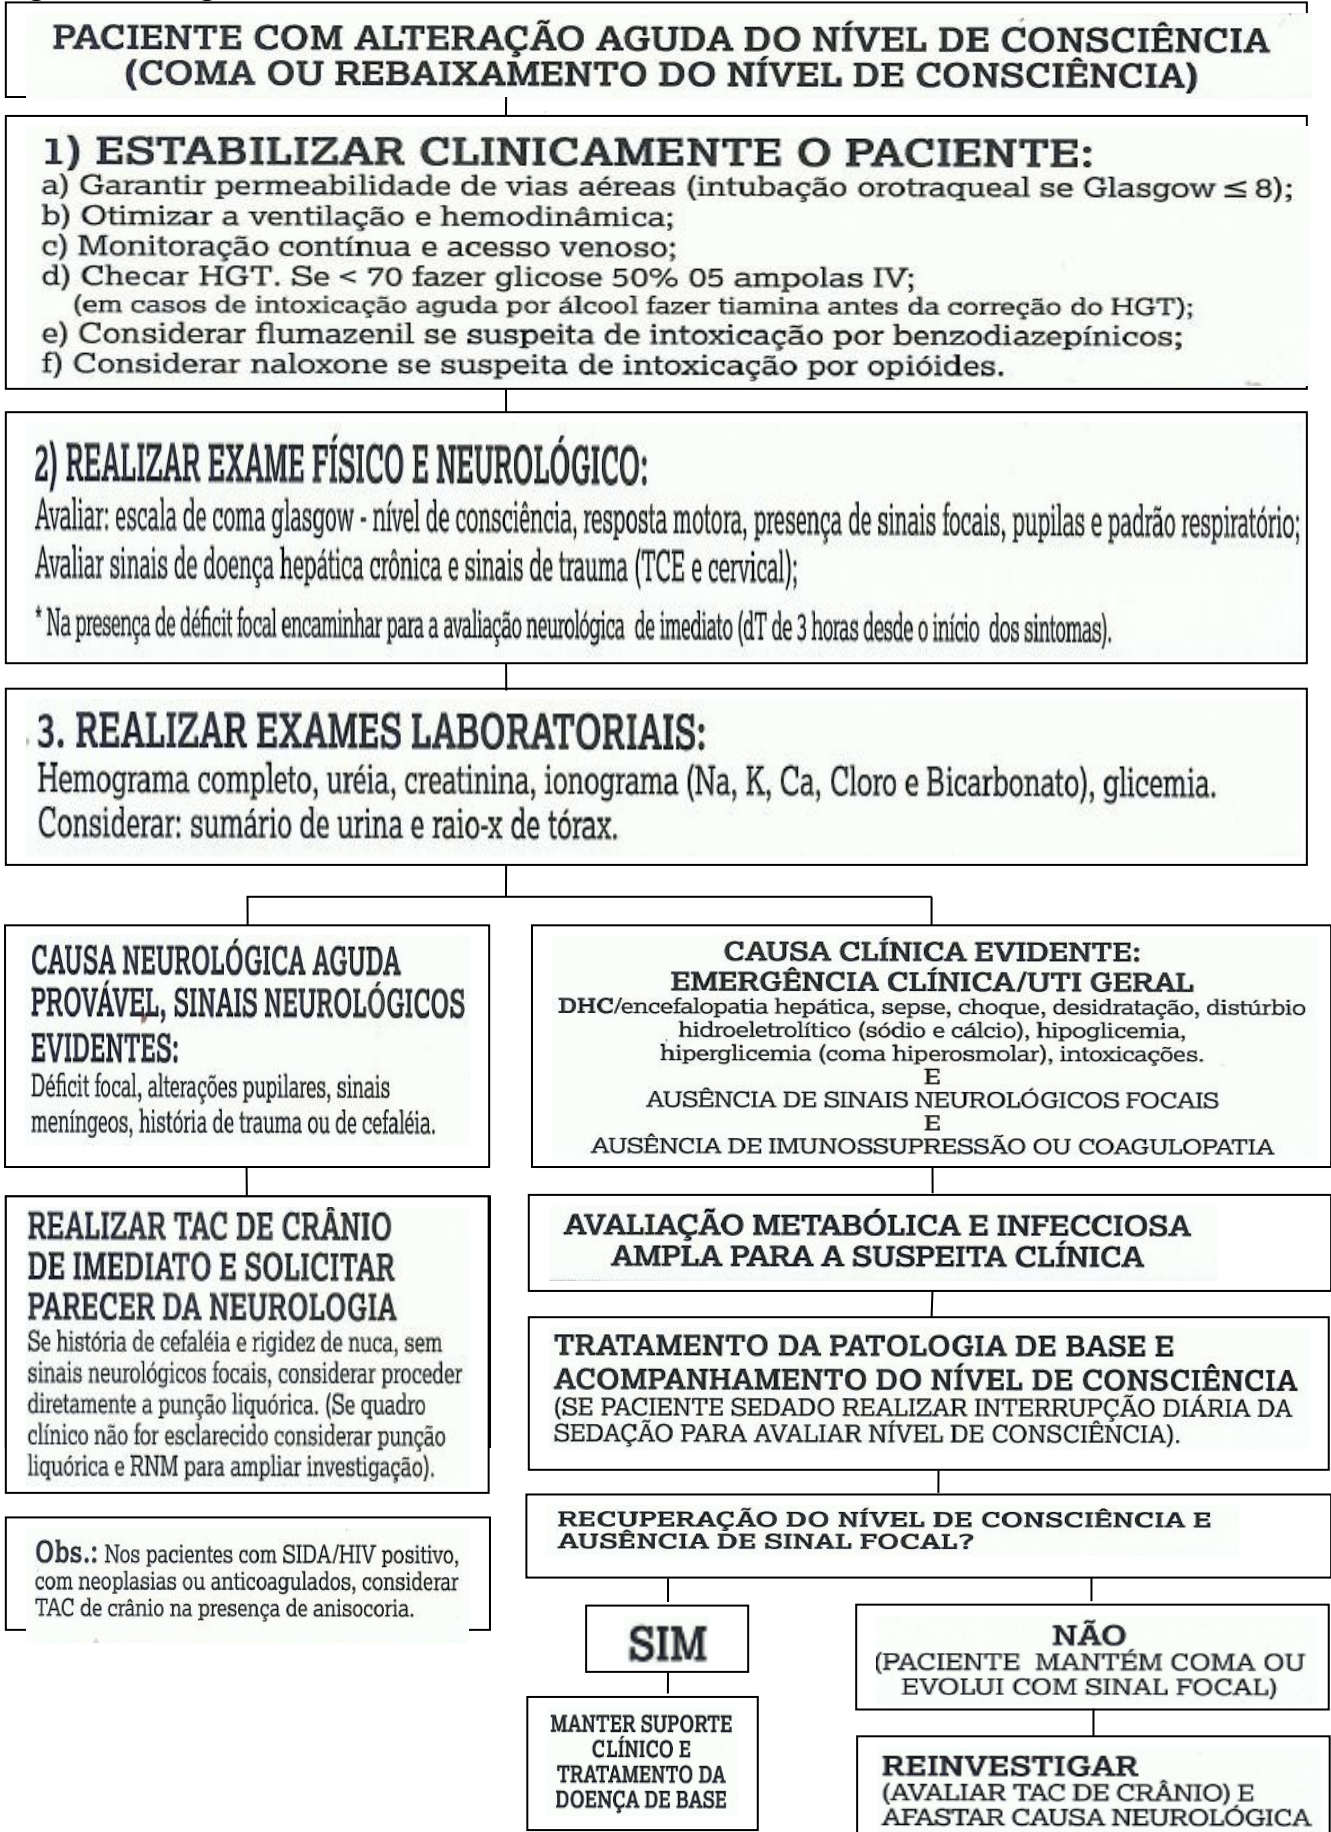 PACIENTE COM ALTERAÇÃO AGUDA DO NÍVEL DE CONSCIÊNCIA
(COMA OU REBAIXAMENTO DO NÍVEL DE CONSCIÊNCIA)
1) ESTABILIZAR CLINICAMENTE O PACIENTE:
a) Garantir permeabilidade de vias aéreas (intubação orotraqueal se Glasgow ≤ 8);
b) Otimizar a ventilação e hemodinâmica;
c) Monitoração contínua e acesso venoso;
d) Checar HGT. Se < 70 fazer glicose 50% 05 ampolas IV;
(em casos de intoxicação aguda por álcool fazer tiamina antes da correção do HGT);
e) Considerar flumazenil se suspeita de intoxicação por benzodiazepínicos;
f) Considerar naloxone se suspeita de intoxicação por opióides.
2) REALIZAR EXAME FÍSICO E NEUROLÓGICO:
Avaliar: escala de coma glasgow - nível de consciência, resposta motora, presença de sinais focais, pupilas e padrão respiratório;
Avaliar sinais de doença hepática crônica e sinais de trauma (TCE e cervical);
* Na presença de déficit focal encaminhar para a avaliação neurológica de imediato (dT de 3 horas desde o início dos sintomas).
3. REALIZAR EXAMES LABORATORIAIS:
Hemograma completo, uréia, creatinina, ionograma (Na, K, Ca, Cloro e Bicarbonato), glicemia.
Considerar: sumário de urina e raio-x de tórax.
CAUSA NEUROLÓGICA AGUDA
PROVÁVEL, SINAIS NEUROLÓGICOS
EVIDENTES:
Déficit focal, alterações pupilares, sinais
meníngeos, história de trauma ou de cefaléia.
REALIZAR TAC DE CRÂNIO
DE IMEDIATO E SOLICITAR
PARECER DA NEUROLOGIA
Se história de cefaléia e rigidez de nuca, sem
sinais neurológicos focais, considerar proceder
diretamente a punção liquórica. (Se quadro
clínico não for esclarecido considerar punção
liquórica e RNM para ampliar investigação).
Obs.: Nos pacientes com SIDA/HIV positivo,
com neoplasias ou anticoagulados, considerar
TAC de crânio na presença de anisocoria.
CAUSA CLÍNICA EVIDENTE:
EMERGÊNCIA CLÍNICA/UTI GERAL
DHC/encefalopatia hepática, sepse, choque, desidratação, distúrbio
hidroeletrolítico (sódio e cálcio), hipoglicemia,
hiperglicemia (coma hiperosmolar), intoxicações.
E
AUSÊNCIA DE SINAIS NEUROLÓGICOS FOCAIS
E
AUSÊNCIA DE IMUNOSSUPRESSÃO OU COAGULOPATIA
AVALIAÇÃO METABÓLICA E INFECCIOSA
AMPLA PARA A SUSPEITA CLÍNICA
TRATAMENTO DA PATOLOGIA DE BASE E
ACOMPANHAMENTO DO NÍVEL DE CONSCIÊNCIA
(SE PACIENTE SEDADO REALIZAR INTERRUPÇÃO DIÁRIA DA
SEDAÇÃO PARA AVALIAR NÍVEL DE CONSCIÊNCIA).
RECUPERAÇÃO DO NÍVEL DE CONSCIÊNCIA E
AUSÊNCIA DE SINAL FOCAL?
SIM
MANTER SUPORTE
CLÍNICO E
TRATAMENTO DA
DOENÇA DE BASE
NÃO
(PACIENTE MANTÉM COMA OU
EVOLUI COM SINAL FOCAL)
REINVESTIGAR
(AVALIAR TAC DE CRÂNIO) E
AFASTAR CAUSA NEUROLÓGICA